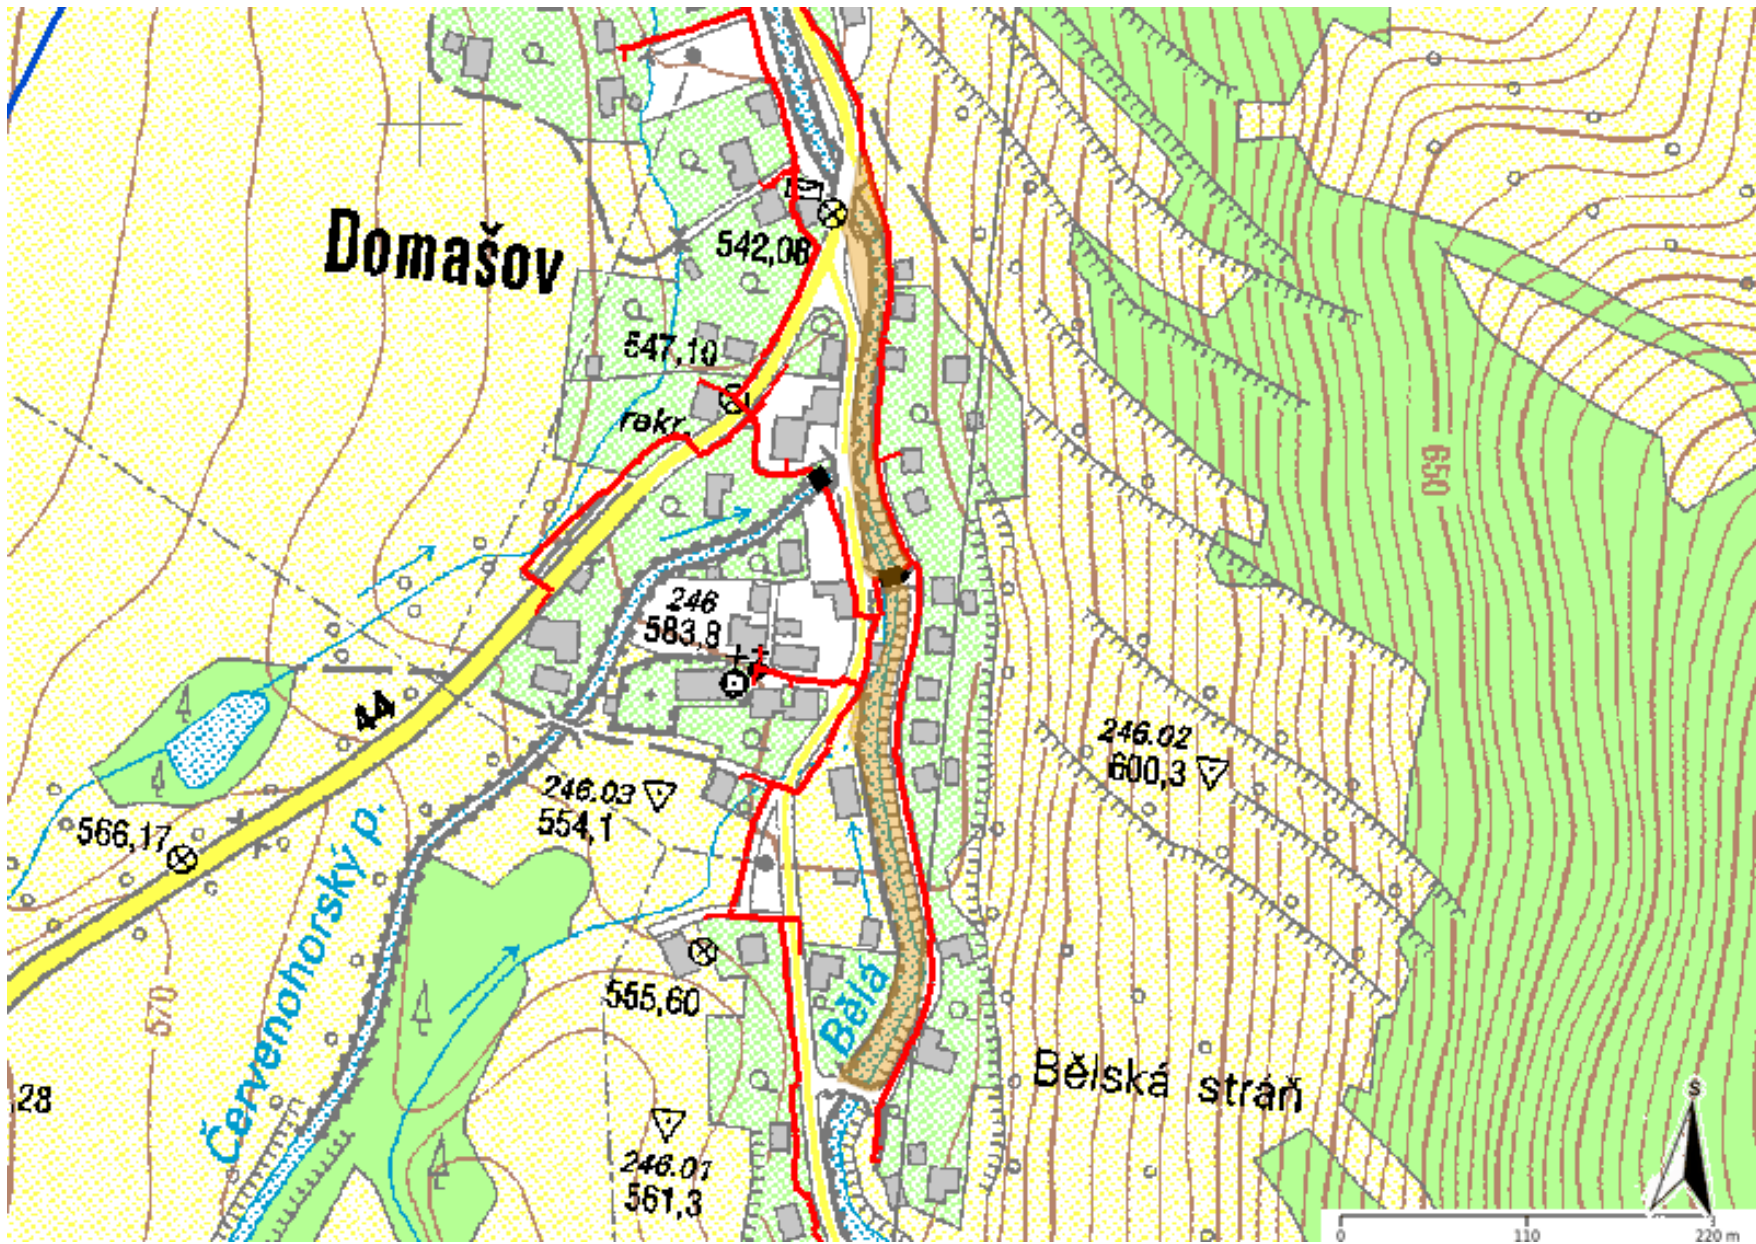 Domašov
542,08
547,10
rekr.
650
246
583,8
44
246.02
600,3
246.03
554,1
566,17
Červenohorský p.
570
555,60
Bělá
Bělská stráň
28
246.01
561,3
S
0 110 220 m